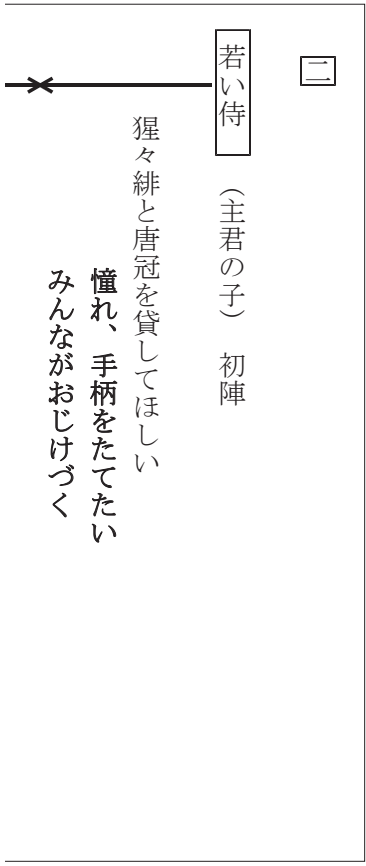 二
若い侍 （主君の子） 初陣
猩々緋と唐冠を貸してほしい
憧れ、手柄をたてたい
みんながおじけづく